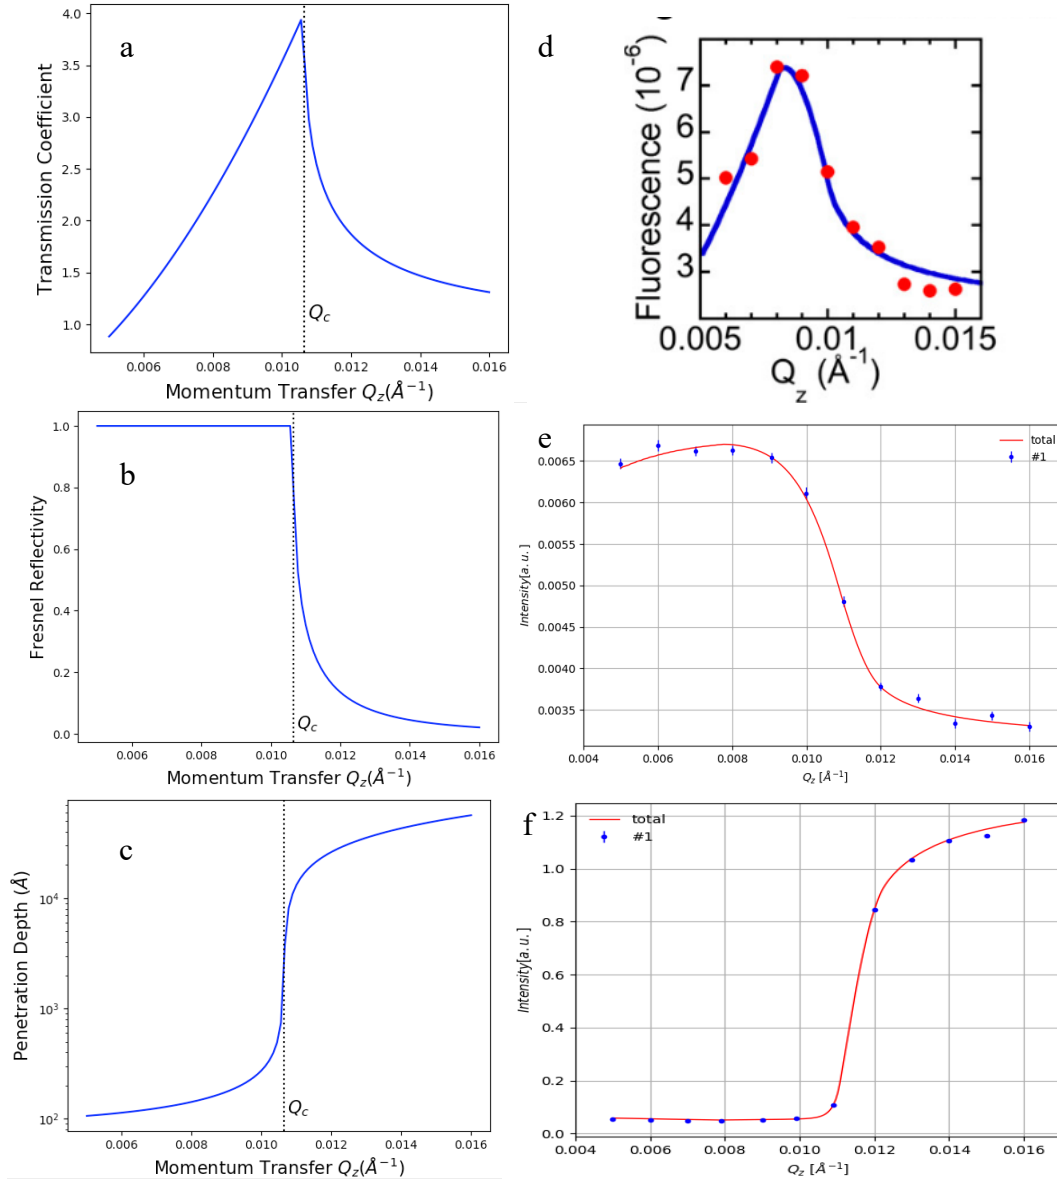 a
Transmission Coefficient
4.0
3.5
3.0
2.5
2.0
1.5
1.0
Q_c
0.006 0.008 0.010 0.012 0.014 0.016
Momentum Transfer Q_z(Å⁻¹)
b
Fresnel Reflectivity
1.0
0.8
0.6
0.4
0.2
0.0
Q_c
0.006 0.008 0.010 0.012 0.014 0.016
Momentum Transfer Q_z(Å⁻¹)
c
Penetration Depth (Å)
10⁴
10³
10²
Q_c
0.006 0.008 0.010 0.012 0.014 0.016
Momentum Transfer Q_z(Å⁻¹)
d
Fluorescence (10⁻⁶)
7
6
5
4
3
0.005 0.01 0.015
Q_z (Å⁻¹)
e
total
#1
Intensity[a.u.]
0.0065
0.0060
0.0055
0.0050
0.0045
0.0040
0.0035
0.004 0.006 0.008 0.010 0.012 0.014 0.016
Q_z [Å⁻¹]
f
total
#1
Intensity[a.u.]
1.2
1.0
0.8
0.6
0.4
0.2
0.0
0.004 0.006 0.008 0.010 0.012 0.014 0.016
Q_z [Å⁻¹]